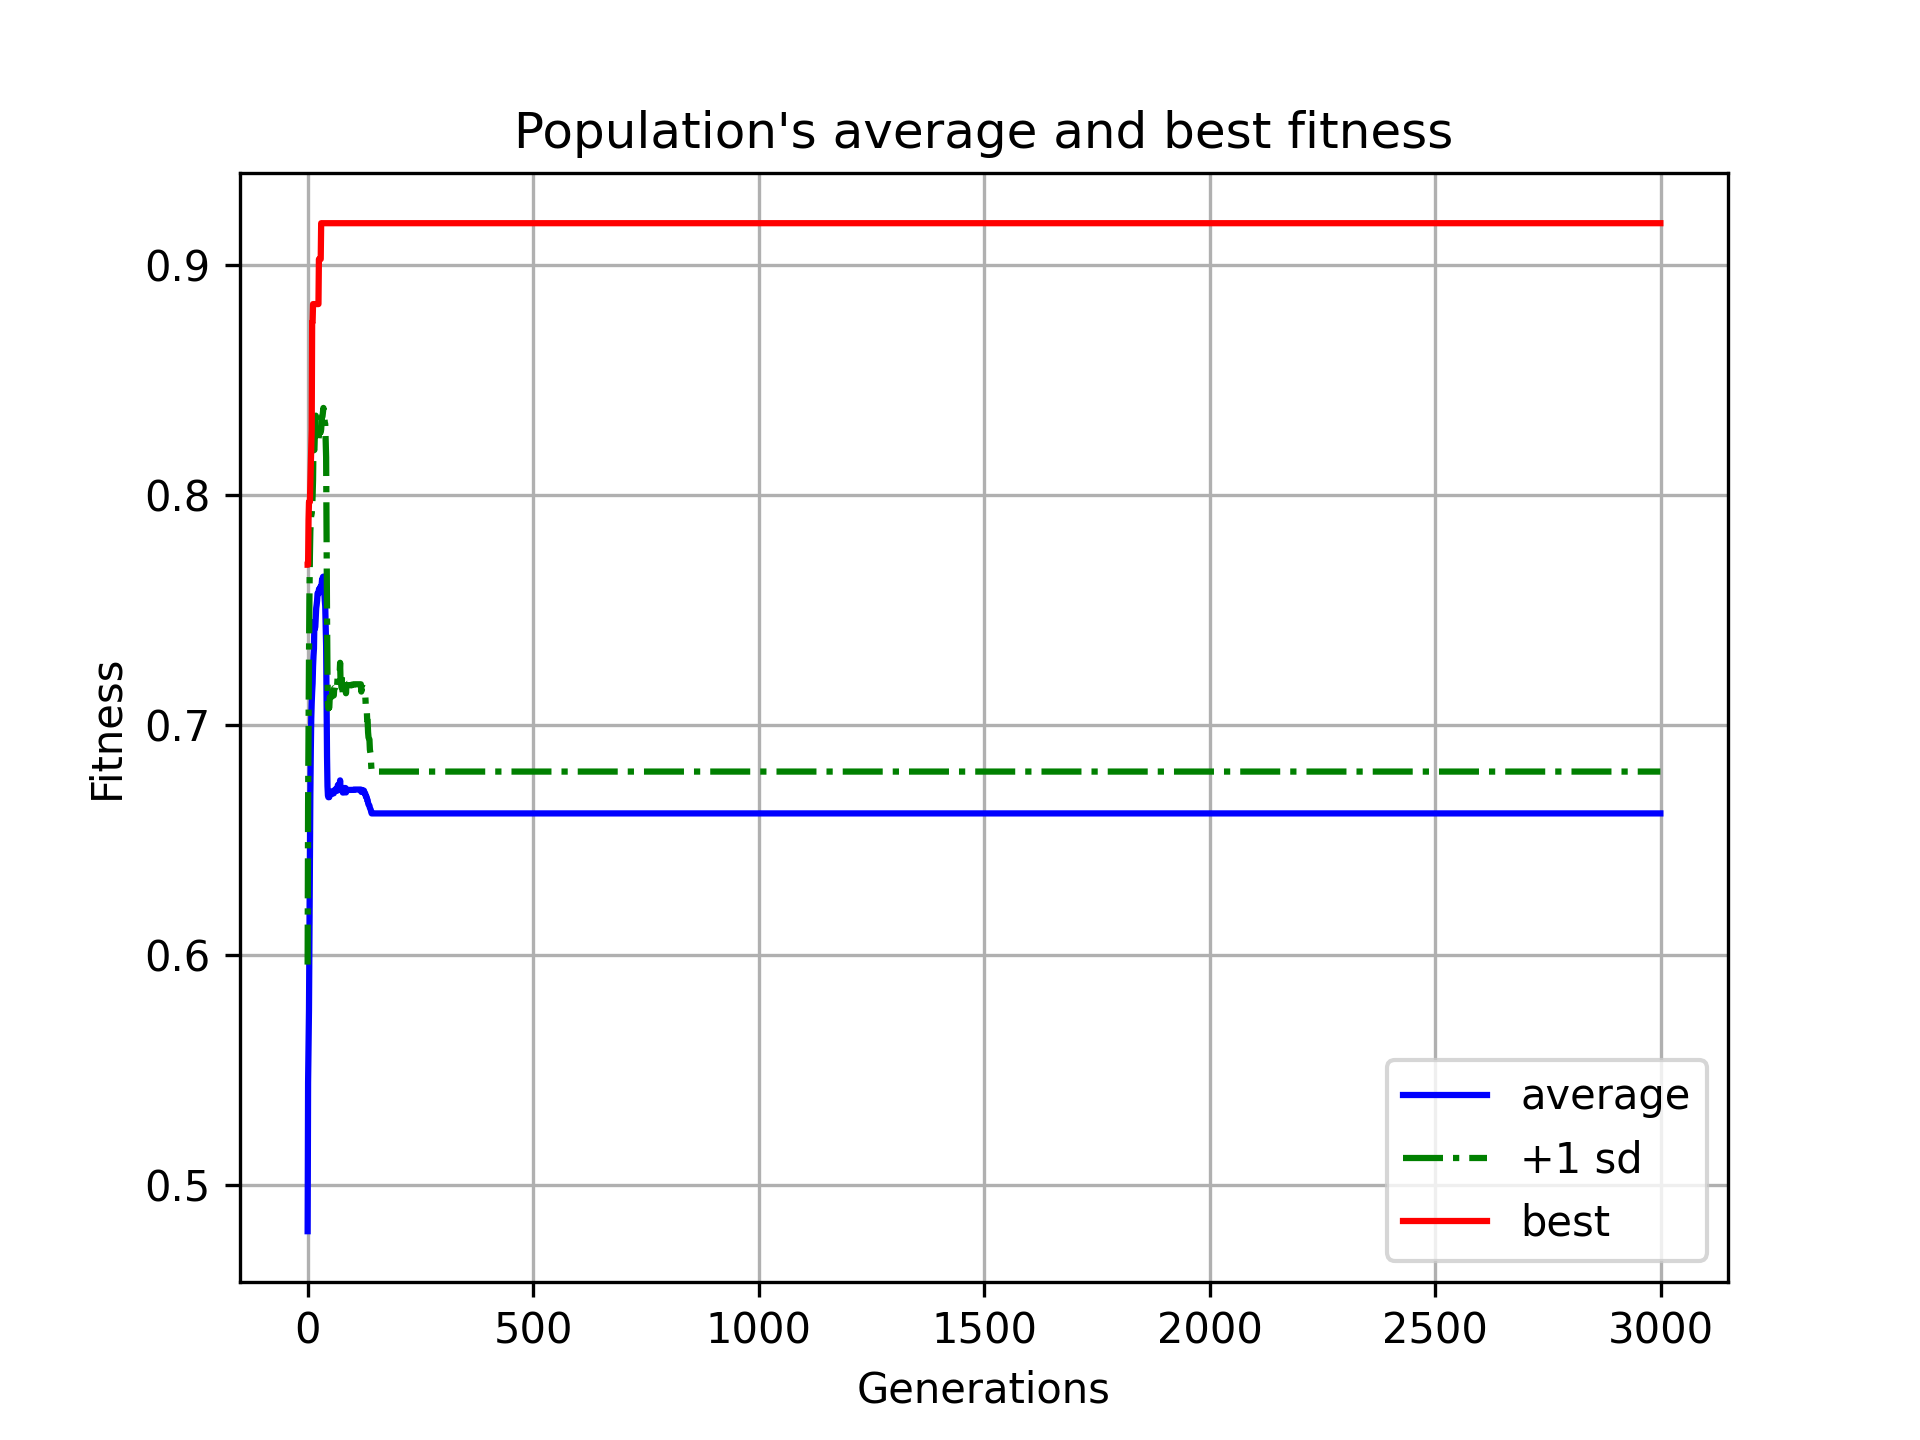 Population's average and best fitness
Fitness
0.9
0.8
0.7
0.6
0.5
0 500 1000 1500 2000 2500 3000
Generations
average
+1 sd
best